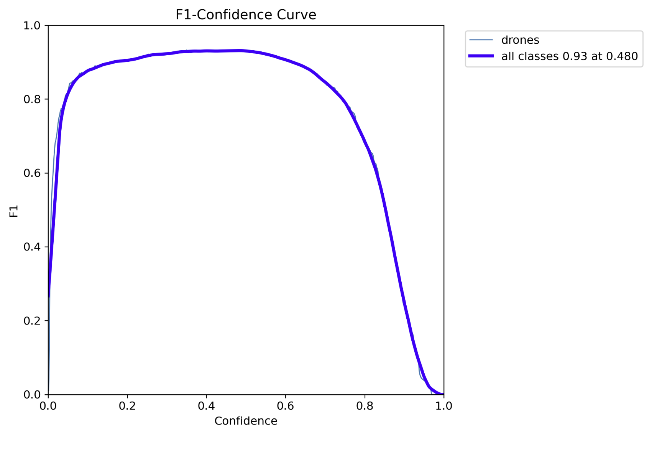 F1-Confidence Curve
drones
all classes 0.93 at 0.480
1.0
0.8
0.6
0.4
0.2
0.0
F1
0.0 0.2 0.4 0.6 0.8 1.0
Confidence